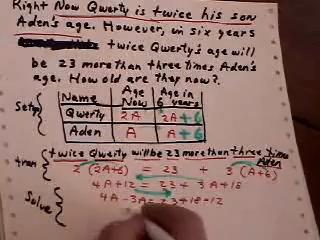 Right Now Qwerty is twice his son
Aden's age. However, in six years
twice Qwerty's age will
be 23 more than three times Aden's
age. How old are they now?.
Setup
Name Age Now Age in 6 years
Qwerty 2A 2A+6
Aden A A+6
tran
twice Qwerty will be 23 more than three times Aden
2 (2A+6) = 23 + 3 (A+6)
Solve
4A+12 = 23 + 3A+18
4A-3A = 23+18-12